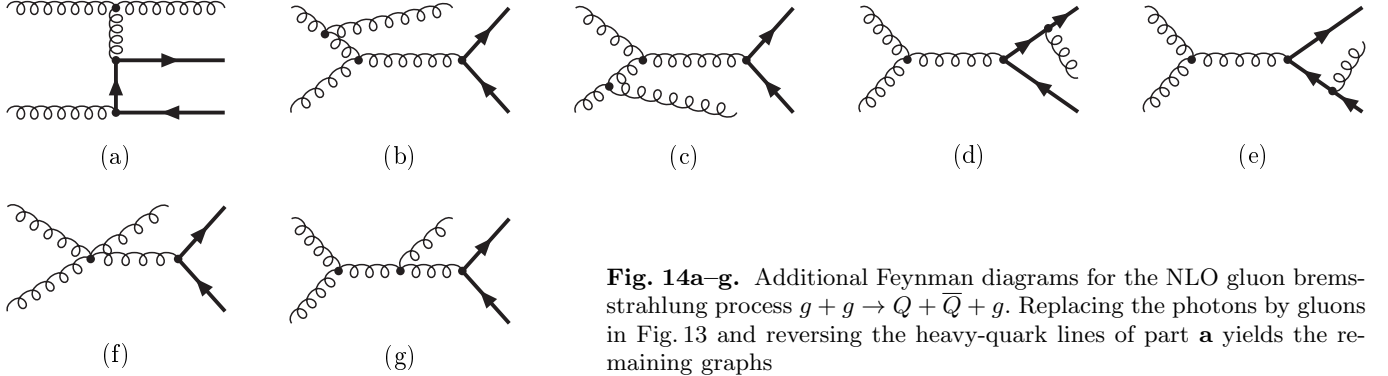 (a)
(b)
(c)
(d)
(e)
(f)
(g)
Fig. 14a–g. Additional Feynman diagrams for the NLO gluon brems-
strahlung process g + g → Q + Q̅ + g. Replacing the photons by gluons
in Fig. 13 and reversing the heavy-quark lines of part a yields the re-
maining graphs